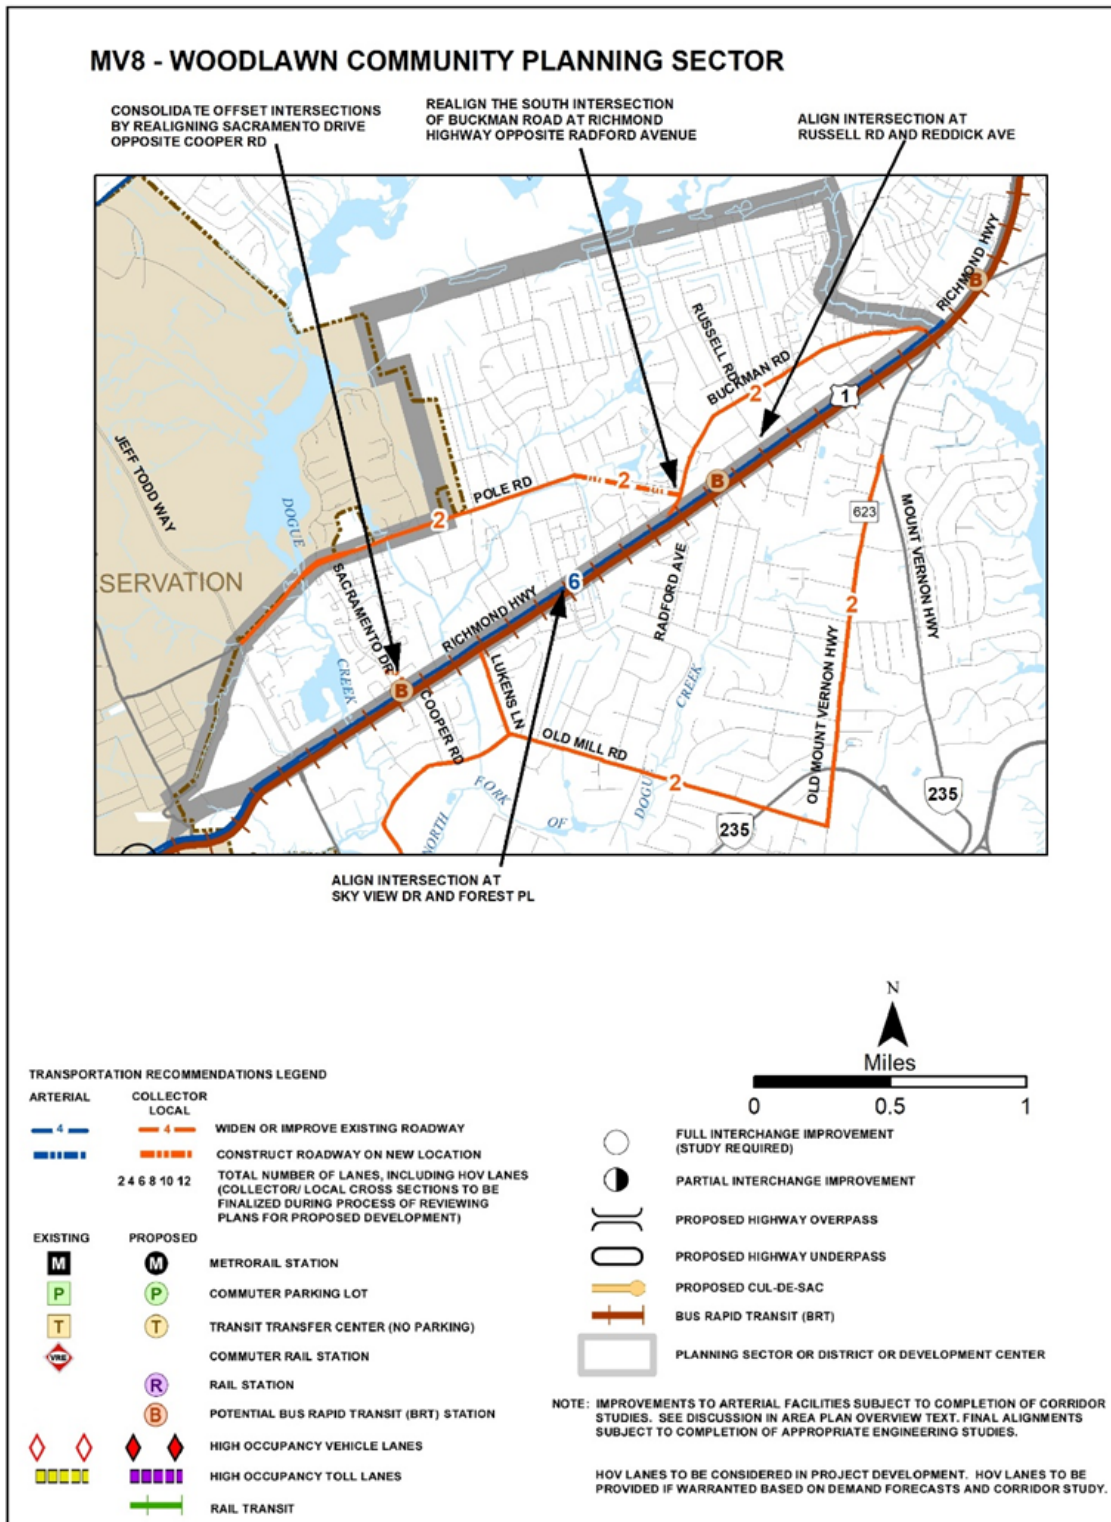 MV8 - WOODLAWN COMMUNITY PLANNING SECTOR
CONSOLIDATE OFFSET INTERSECTIONS
BY REALIGNING SACRAMENTO DRIVE
OPPOSITE COOPER RD
REALIGN THE SOUTH INTERSECTION
OF BUCKMAN ROAD AT RICHMOND
HIGHWAY OPPOSITE RADFORD AVENUE
ALIGN INTERSECTION AT
RUSSELL RD AND REDDICK AVE
RICHMOND HWY
B
RUSSELL RD
BUCKMAN RD
2
1
JEFF TODD WAY
DOGUE
CREEK
POLE RD
2
2
B
623
MOUNT VERNON HWY
SERVATION
SACRAMENTO DR
RICHMOND HWY
6
RADFORD AVE
2
B
COOPER RD
LUKENS LN
OLD MILL RD
2
OLD MOUNT VERNON HWY
NORTH
FORK
OF
DOGUE
CREEK
235
235
ALIGN INTERSECTION AT
SKY VIEW DR AND FOREST PL
N
Miles
0 0.5 1
TRANSPORTATION RECOMMENDATIONS LEGEND
ARTERIAL
COLLECTOR
LOCAL
4 4 WIDEN OR IMPROVE EXISTING ROADWAY
CONSTRUCT ROADWAY ON NEW LOCATION
2 4 6 8 10 12 TOTAL NUMBER OF LANES, INCLUDING HOV LANES
(COLLECTOR/ LOCAL CROSS SECTIONS TO BE
FINALIZED DURING PROCESS OF REVIEWING
PLANS FOR PROPOSED DEVELOPMENT)
EXISTING PROPOSED
M M METRORAIL STATION
P P COMMUTER PARKING LOT
T T TRANSIT TRANSFER CENTER (NO PARKING)
VRE COMMUTER RAIL STATION
R RAIL STATION
B POTENTIAL BUS RAPID TRANSIT (BRT) STATION
HIGH OCCUPANCY VEHICLE LANES
HIGH OCCUPANCY TOLL LANES
RAIL TRANSIT
FULL INTERCHANGE IMPROVEMENT
(STUDY REQUIRED)
PARTIAL INTERCHANGE IMPROVEMENT
PROPOSED HIGHWAY OVERPASS
PROPOSED HIGHWAY UNDERPASS
PROPOSED CUL-DE-SAC
BUS RAPID TRANSIT (BRT)
PLANNING SECTOR OR DISTRICT OR DEVELOPMENT CENTER
NOTE: IMPROVEMENTS TO ARTERIAL FACILITIES SUBJECT TO COMPLETION OF CORRIDOR
STUDIES. SEE DISCUSSION IN AREA PLAN OVERVIEW TEXT. FINAL ALIGNMENTS
SUBJECT TO COMPLETION OF APPROPRIATE ENGINEERING STUDIES.
HOV LANES TO BE CONSIDERED IN PROJECT DEVELOPMENT. HOV LANES TO BE
PROVIDED IF WARRANTED BASED ON DEMAND FORECASTS AND CORRIDOR STUDY.